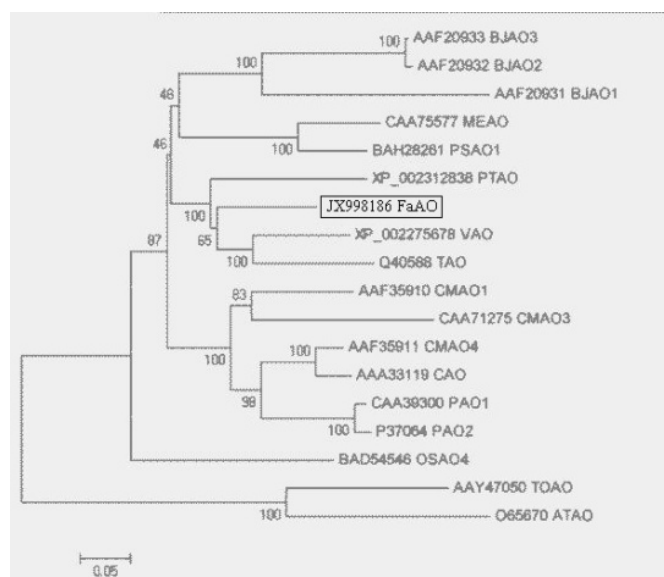 AAF20933 BJAO3
100
AAF20932 BJAO2
100
AAF20931 BJAO1
46
CAA75577 MEAO
46
100
BAH28261 PSAO1
XP_002312838 PTAO
100
JX998186 FaAO
65
XP_002275678 VAO
100
Q40588 TAO
87
AAF35910 CMAO1
83
CAA71275 CMAO3
100
AAF35911 CMAO4
100
AAA33119 CAO
98
CAA39300 PAO1
100
P37064 PAO2
BAD54546 OSAO4
AAY47050 TOAO
100
O65670 ATAO
0.05